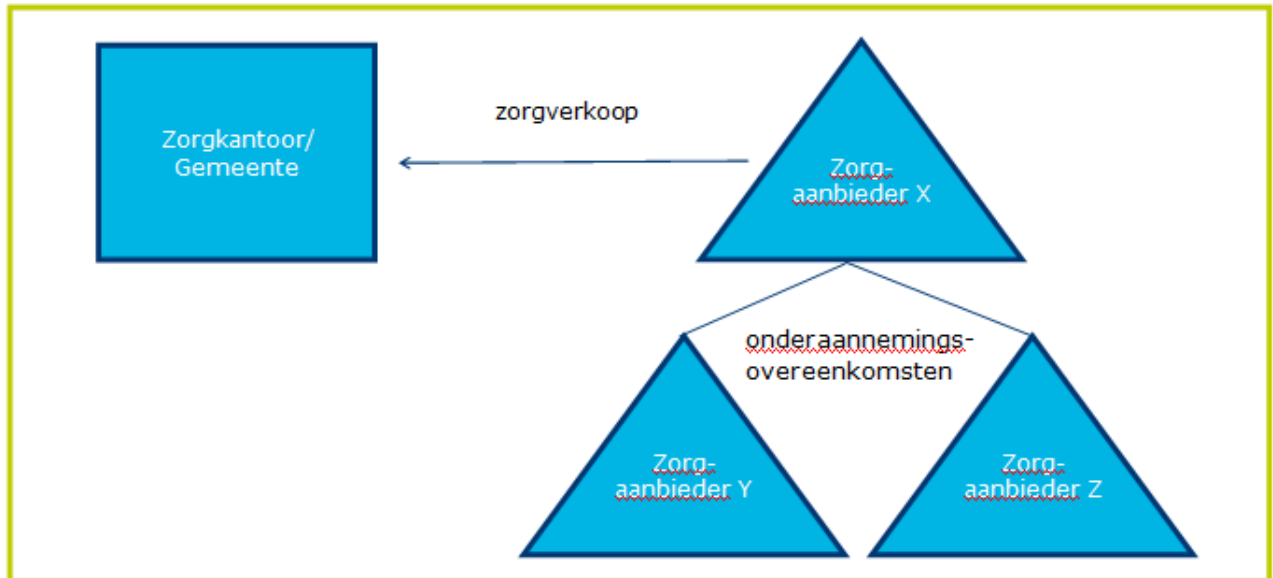 Zorgkantoor/
Gemeente
zorgverkoop
Zorg-
aanbieder X
onderaannemings-
overeenkomsten
Zorg-
aanbieder Y
Zorg-
aanbieder Z